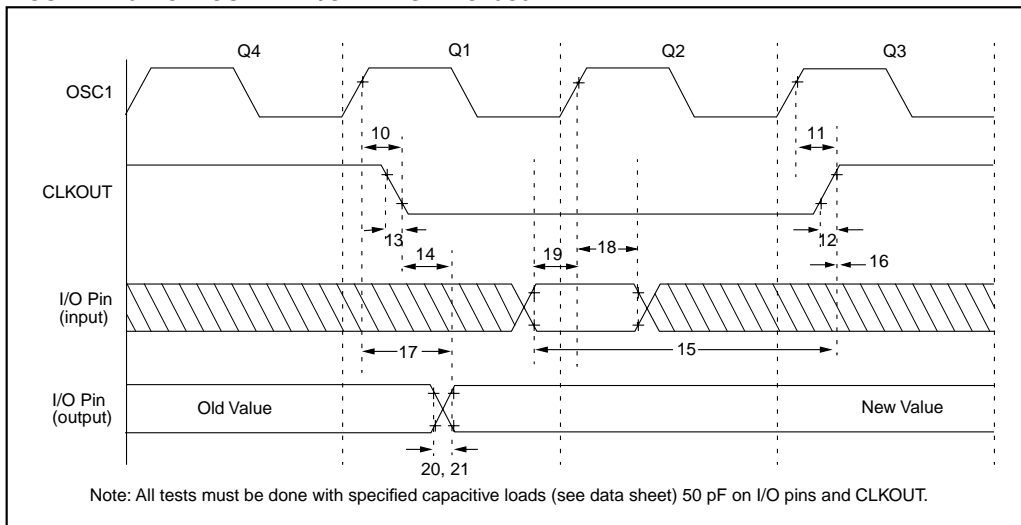 Q4 Q1 Q2 Q3
OSC1
10 11
CLKOUT
13 12
14 19 18 16
I/O Pin
(input)
17 15
I/O Pin
(output)
Old Value New Value
20, 21
Note: All tests must be done with specified capacitive loads (see data sheet) 50 pF on I/O pins and CLKOUT.